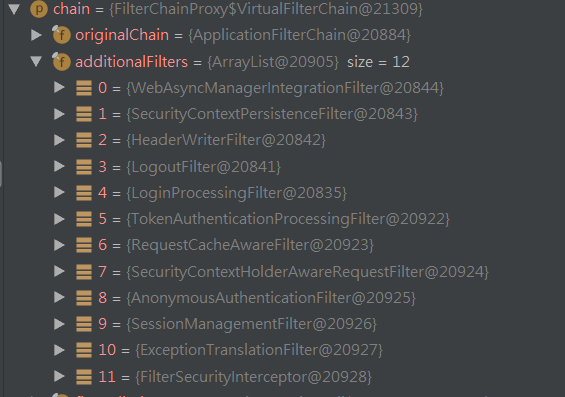 p chain = {FilterChainProxy$VirtualFilterChain@21309}
f originalChain = {ApplicationFilterChain@20884}
f additionalFilters = {ArrayList@20905} size = 12
0 = {WebAsyncManagerIntegrationFilter@20844}
1 = {SecurityContextPersistenceFilter@20843}
2 = {HeaderWriterFilter@20842}
3 = {LogoutFilter@20841}
4 = {LoginProcessingFilter@20835}
5 = {TokenAuthenticationProcessingFilter@20922}
6 = {RequestCacheAwareFilter@20923}
7 = {SecurityContextHolderAwareRequestFilter@20924}
8 = {AnonymousAuthenticationFilter@20925}
9 = {SessionManagementFilter@20926}
10 = {ExceptionTranslationFilter@20927}
11 = {FilterSecurityInterceptor@20928}